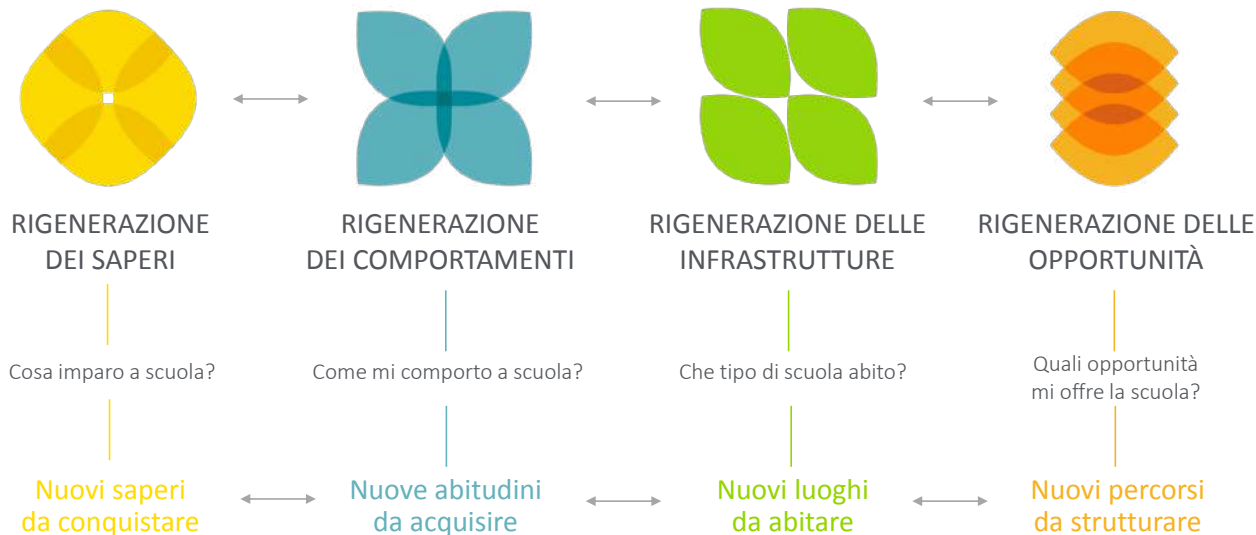 RIGENERAZIONE
DEI SAPERI
RIGENERAZIONE
DEI COMPORTAMENTI
RIGENERAZIONE DELLE
INFRASTRUTTURE
RIGENERAZIONE DELLE
OPPORTUNITÀ
Cosa imparo a scuola?
Come mi comporto a scuola?
Che tipo di scuola abito?
Quali opportunità
mi offre la scuola?
Nuovi saperi
da conquistare
Nuove abitudini
da acquisire
Nuovi luoghi
da abitare
Nuovi percorsi
da strutturare